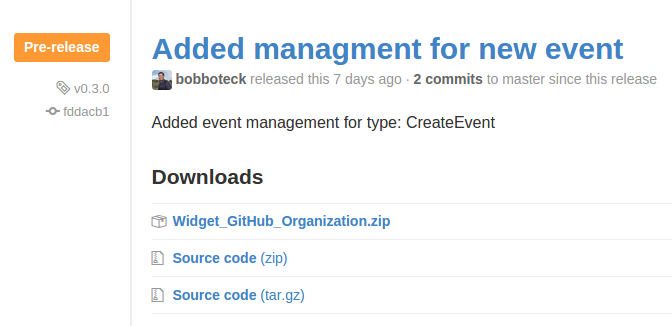 Pre-release
v0.3.0
fddacb1
Added managment for new event
bobboteck released this 7 days ago · 2 commits to master since this release
Added event management for type: CreateEvent
Downloads
Widget_GitHub_Organization.zip
Source code (zip)
Source code (tar.gz)